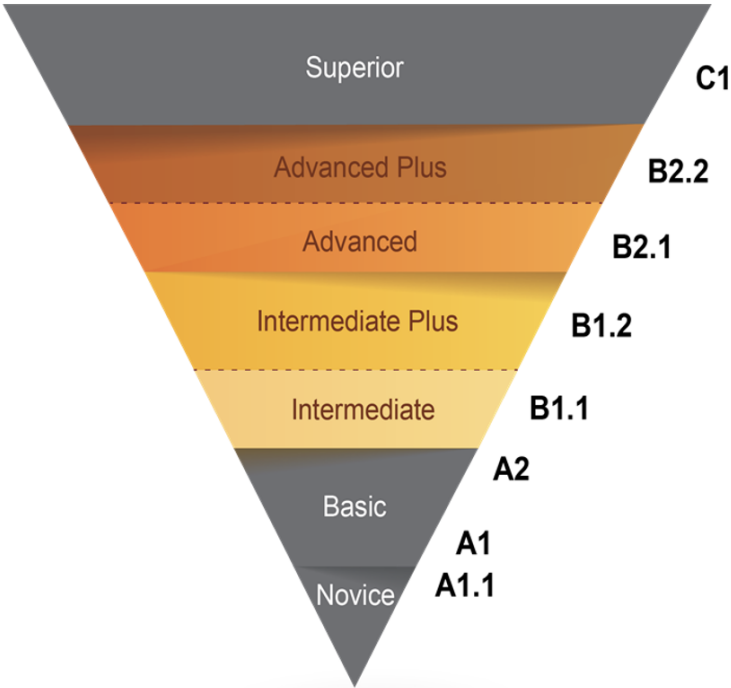 Superior
C1
Advanced Plus
B2.2
Advanced
B2.1
Intermediate Plus
B1.2
Intermediate
B1.1
A2
Basic
A1
A1.1
Novice